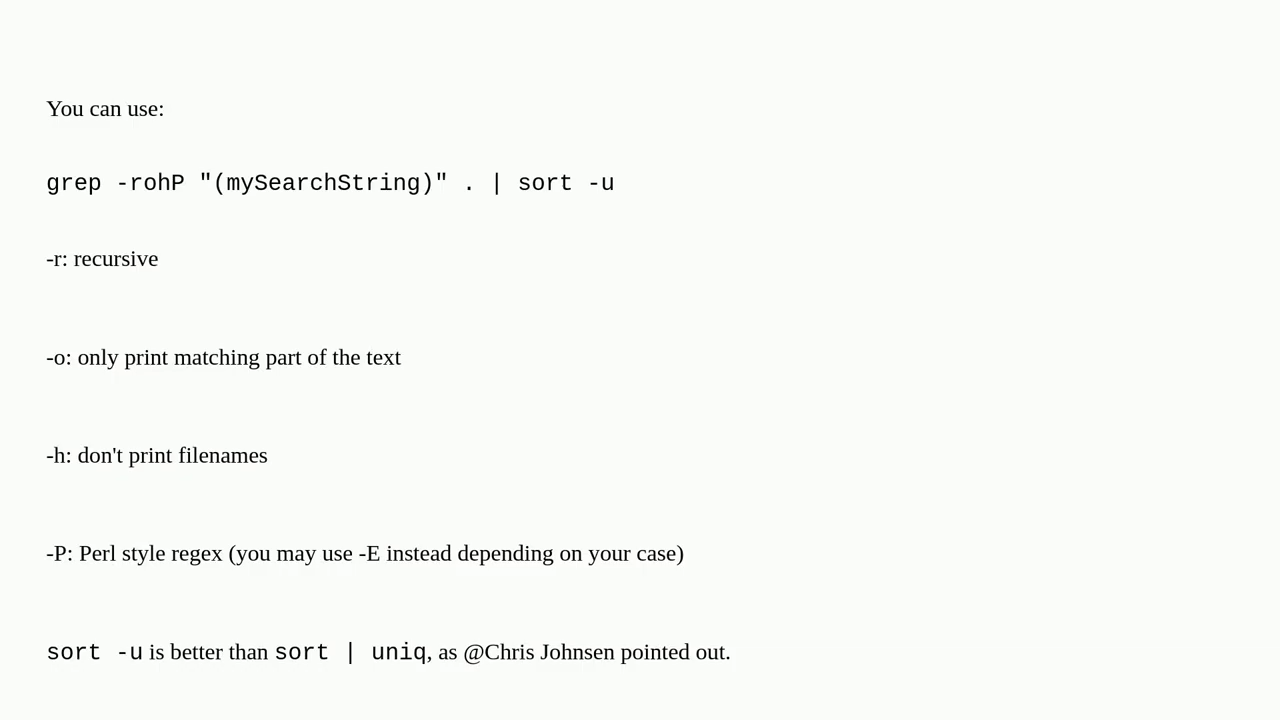 You can use:
grep -rohP "(mySearchString)" . | sort -u
-r: recursive
-o: only print matching part of the text
-h: don't print filenames
-P: Perl style regex (you may use -E instead depending on your case)
sort -u is better than sort | uniq, as @Chris Johnsen pointed out.